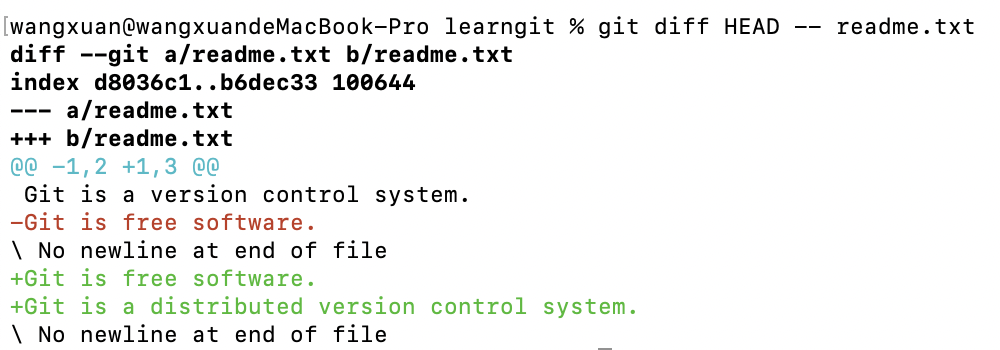 [wangxuan@wangxuandeMacBook-Pro learngit % git diff HEAD -- readme.txt
diff --git a/readme.txt b/readme.txt
index d8036c1..b6dec33 100644
--- a/readme.txt
+++ b/readme.txt
@@ -1,2 +1,3 @@
 Git is a version control system.
-Git is free software.
\ No newline at end of file
+Git is free software.
+Git is a distributed version control system.
\ No newline at end of file